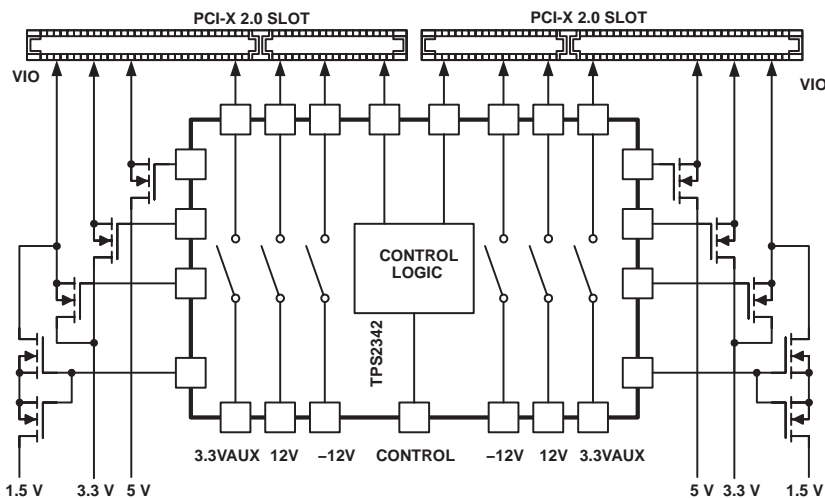 PCI-X 2.0 SLOT PCI-X 2.0 SLOT
VIO VIO
CONTROL
LOGIC
TPS2342
3.3VAUX 12V –12V CONTROL –12V 12V 3.3VAUX
1.5 V 3.3 V 5 V 5 V 3.3 V 1.5 V